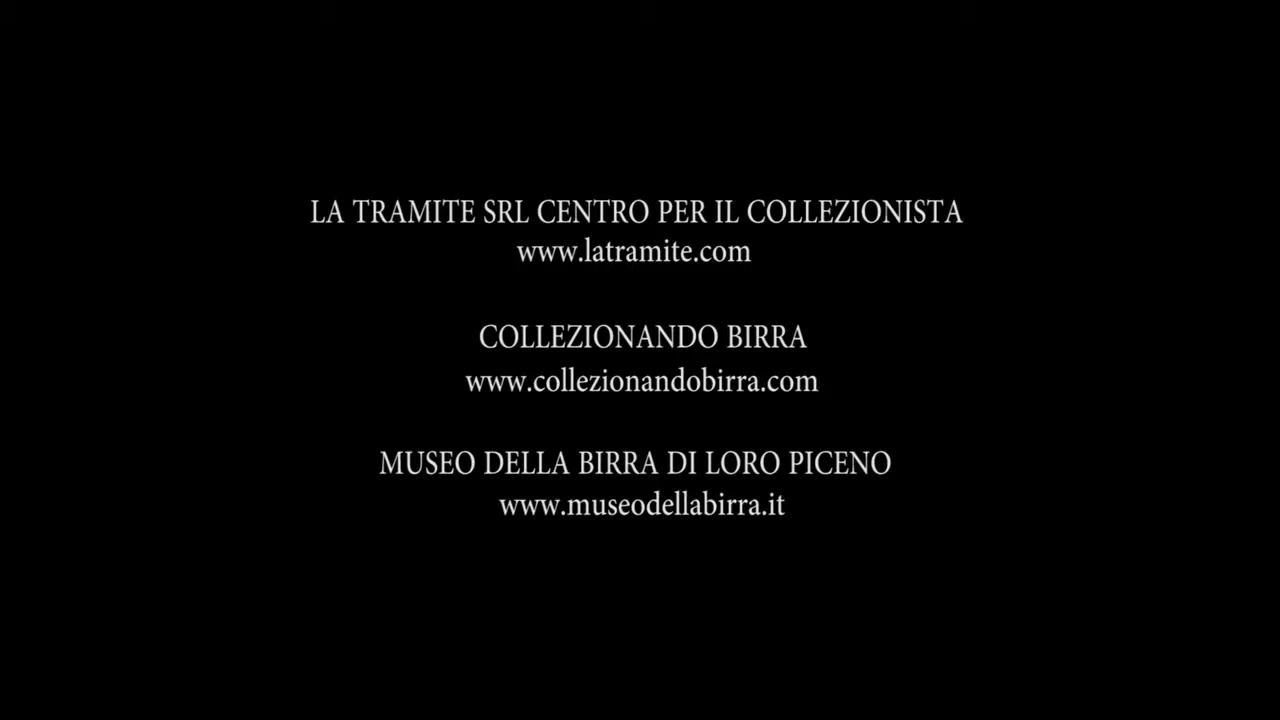 LA TRAMITE SRL CENTRO PER IL COLLEZIONISTA
www.latramite.com
COLLEZIONANDO BIRRA
www.collezionandobirra.com
MUSEO DELLA BIRRA DI LORO PICENO
www.museodellabirra.it